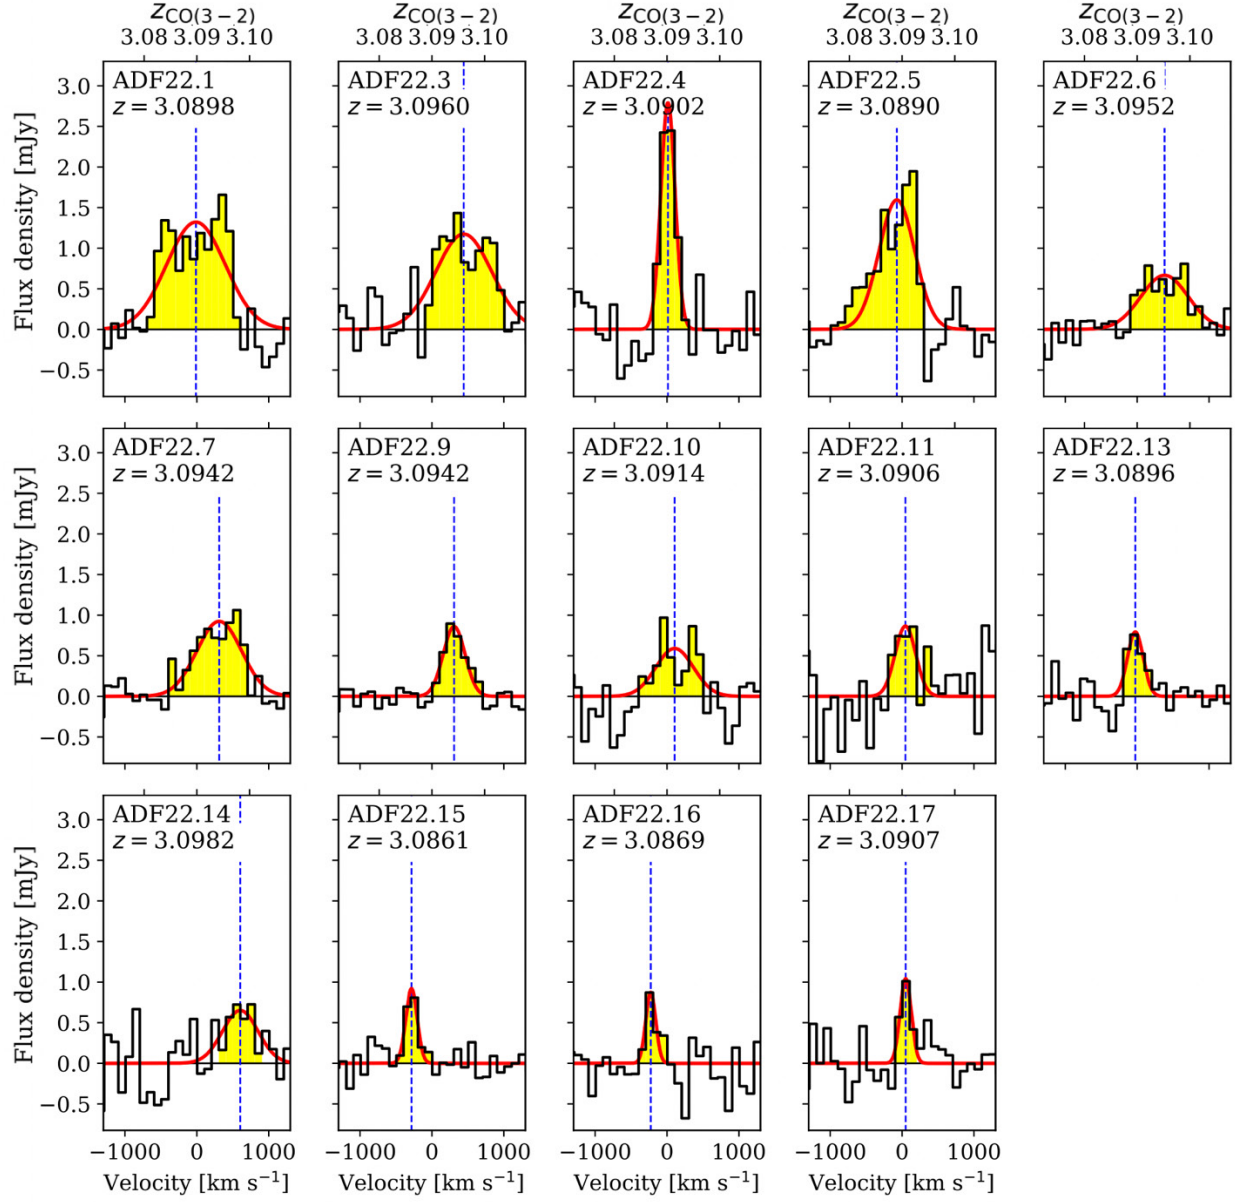 zCO(3−2) zCO(3−2) zCO(3−2) zCO(3−2) zCO(3−2)
3.08 3.09 3.10 3.08 3.09 3.10 3.08 3.09 3.10 3.08 3.09 3.10 3.08 3.09 3.10
Flux density [mJy]
3.0
2.5
2.0
1.5
1.0
0.5
0.0
−0.5
ADF22.1
z = 3.0898
ADF22.3
z = 3.0960
ADF22.4
z = 3.0902
ADF22.5
z = 3.0890
ADF22.6
z = 3.0952
Flux density [mJy]
3.0
2.5
2.0
1.5
1.0
0.5
0.0
−0.5
ADF22.7
z = 3.0942
ADF22.9
z = 3.0942
ADF22.10
z = 3.0914
ADF22.11
z = 3.0906
ADF22.13
z = 3.0896
Flux density [mJy]
3.0
2.5
2.0
1.5
1.0
0.5
0.0
−0.5
ADF22.14
z = 3.0982
ADF22.15
z = 3.0861
ADF22.16
z = 3.0869
ADF22.17
z = 3.0907
−1000 0 1000 −1000 0 1000 −1000 0 1000 −1000 0 1000
Velocity [km s⁻¹] Velocity [km s⁻¹] Velocity [km s⁻¹] Velocity [km s⁻¹]